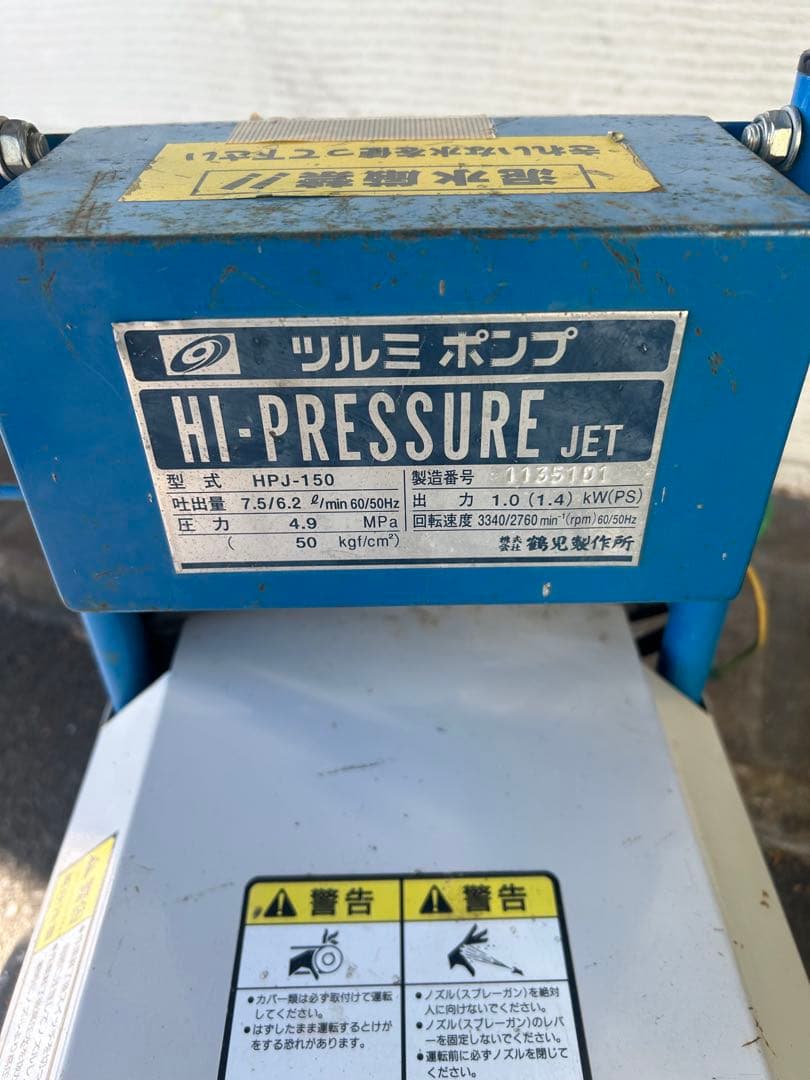 泥水厳禁!!
きれいな水を使って下さい
ツルミポンプ
HI-PRESSURE JET
型式 HPJ-150
製造番号 1135101
吐出量 7.5/6.2 ℓ/min 60/50Hz
出力 1.0 (1.4) kW(PS)
圧力 4.9 MPa
回転速度 3340/2760 min⁻¹(rpm) 60/50Hz
( 50 kgf/cm²)
株式会社 鶴見製作所
警告
●カバー類は必ず取付けて運転
してください。
●はずしたまま運転するとけが
をする恐れがあります。
警告
●ノズル(スプレーガン)を絶対
人に向けないでください。
●ノズル(スプレーガン)のレバ
ーを固定しないでください。
●運転前に必ずノズルを閉じて
ください。